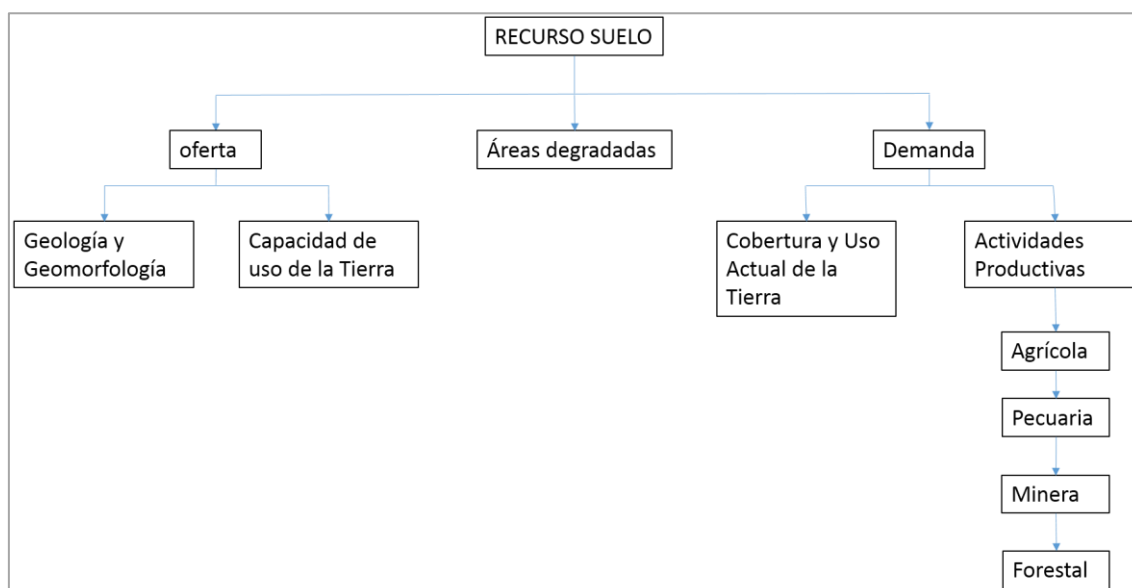 RECURSO SUELO
oferta
Áreas degradadas
Demanda
Geología y
Geomorfología
Capacidad de
uso de la Tierra
Cobertura y Uso
Actual de la
Tierra
Actividades
Productivas
Agrícola
Pecuaria
Minera
Forestal